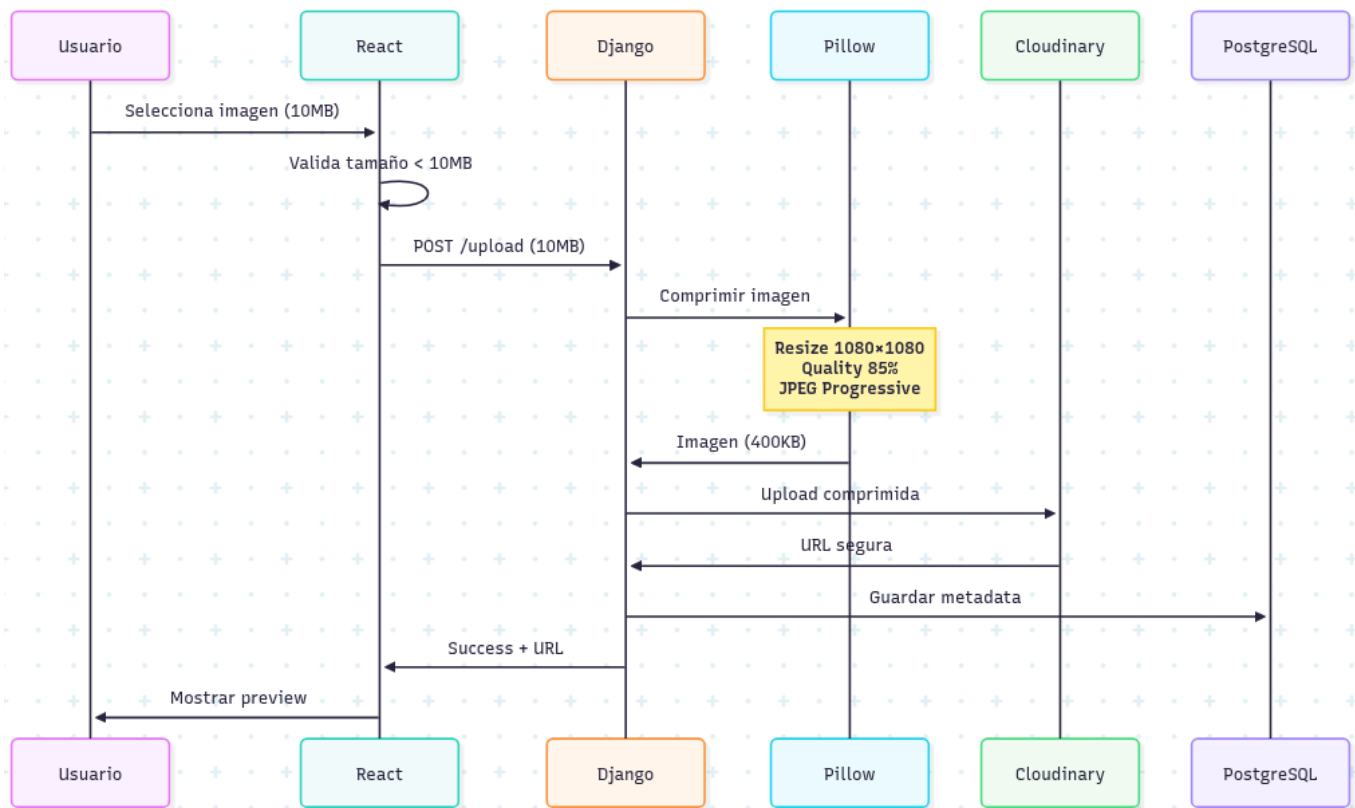 Usuario
React
Django
Pillow
Cloudinary
PostgreSQL
Selecciona imagen (10MB)
Valida tamaño < 10MB
POST /upload (10MB)
Comprimir imagen
Resize 1080×1080
Quality 85%
JPEG Progressive
Imagen (400KB)
Upload comprimida
URL segura
Guardar metadata
Success + URL
Mostrar preview
Usuario
React
Django
Pillow
Cloudinary
PostgreSQL